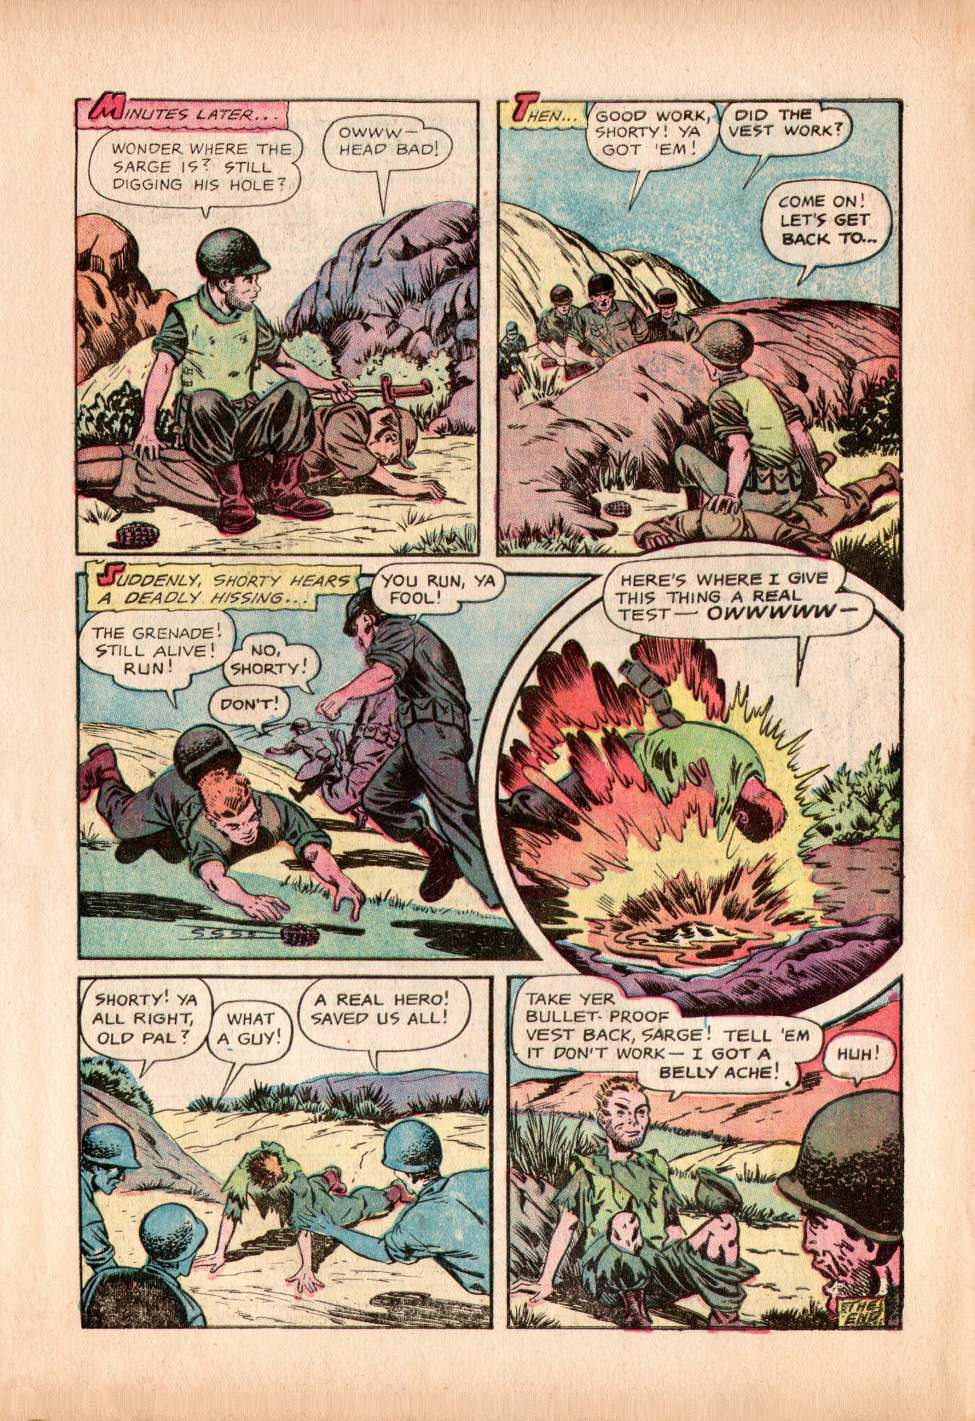 MINUTES LATER...
WONDER WHERE THE
SARGE IS? STILL
DIGGING HIS HOLE?
OWWW—
HEAD BAD!
THEN...
GOOD WORK,
SHORTY! YA
GOT 'EM!
DID THE
VEST WORK?
COME ON!
LET'S GET
BACK TO...
SUDDENLY, SHORTY HEARS
A DEADLY HISSING...
THE GRENADE!
STILL ALIVE!
RUN!
NO,
SHORTY!
DON'T!
YOU RUN, YA
FOOL!
SSSSS
HERE'S WHERE I GIVE
THIS THING A REAL
TEST— OWWWWW—
SHORTY! YA
ALL RIGHT,
OLD PAL?
WHAT
A GUY!
A REAL HERO!
SAVED US ALL!
TAKE YER
BULLET-PROOF
VEST BACK, SARGE! TELL 'EM
IT DON'T WORK— I GOT A
BELLY ACHE!
HUH!
THE
END